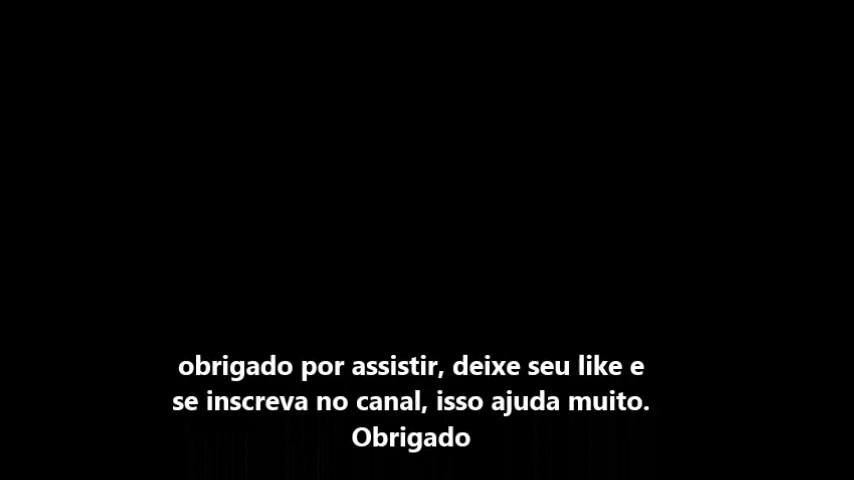 obrigado por assistir, deixe seu like e
se inscreva no canal, isso ajuda muito.
Obrigado